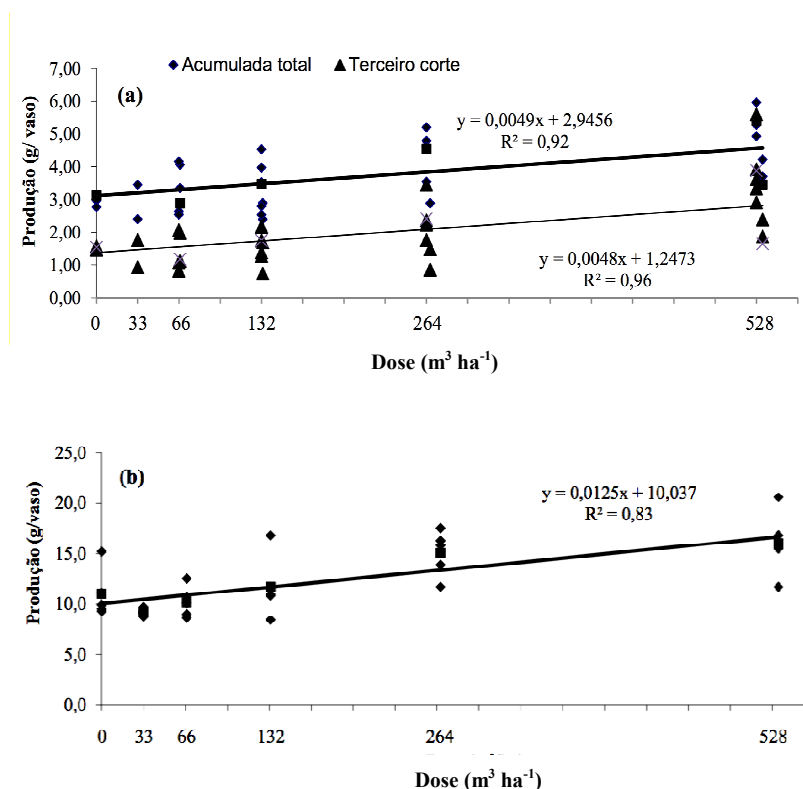 Acumulada total Terceiro corte
7,00
(a)
6,00
5,00
4,00
3,00
2,00
1,00
0,00
Produção (g/ vaso)
y = 0,0049x + 2,9456
R² = 0,92
y = 0,0048x + 1,2473
R² = 0,96
0 33 66 132 264 528
Dose (m³ ha⁻¹)
25,0
(b)
20,0
15,0
10,0
5,0
0,0
Produção (g/vaso)
y = 0,0125x + 10,037
R² = 0,83
0 33 66 132 264 528
Dose (m³ ha⁻¹)